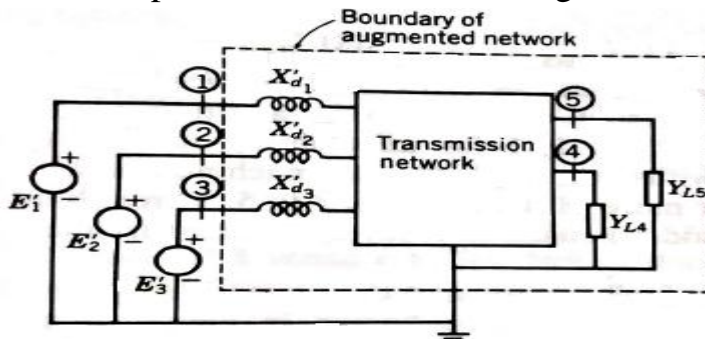 Boundary of
augmented network
1
X'd1
5
2
X'd2
Transmission
network
4
3
X'd3
YL5
E'1
+
−
YL4
E'2
+
−
E'3
+
−